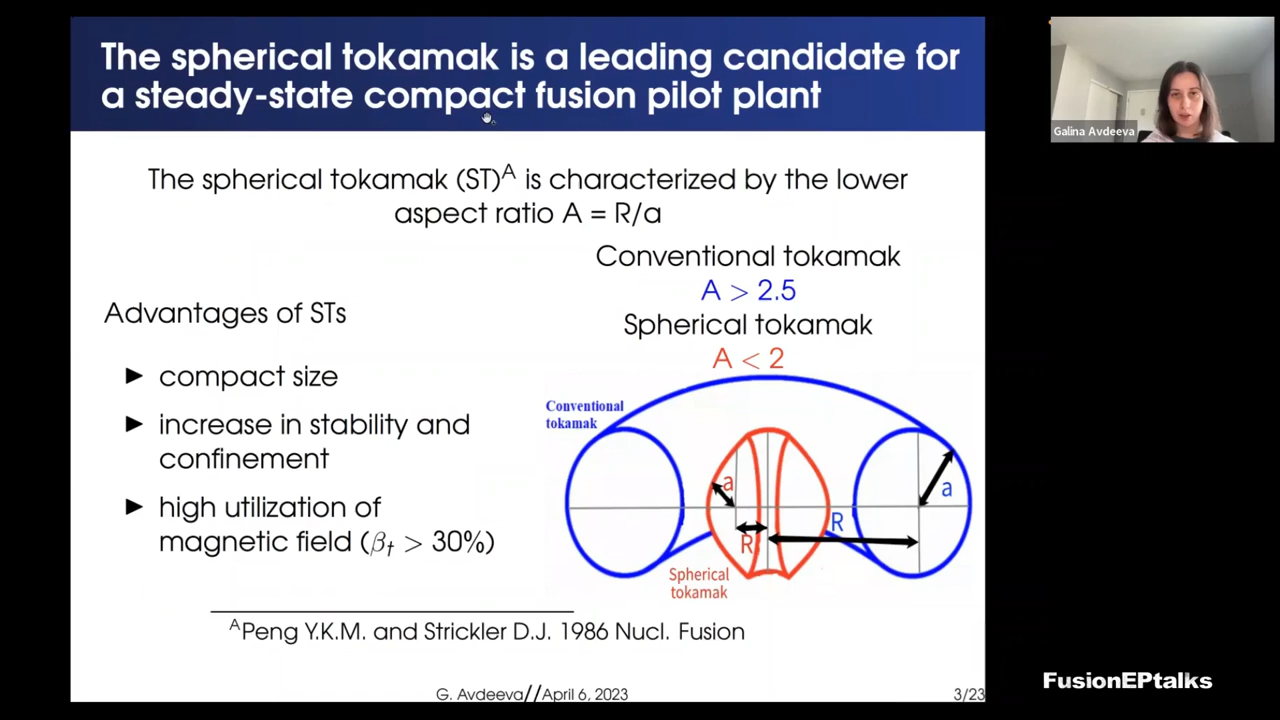 The spherical tokamak is a leading candidate for
a steady-state compact fusion pilot plant
Galina Avdeeva
The spherical tokamak (ST)ᴬ is characterized by the lower
aspect ratio A = R/a
Conventional tokamak
A > 2.5
Spherical tokamak
A < 2
Advantages of STs
► compact size
► increase in stability and
confinement
► high utilization of
magnetic field (βₜ > 30%)
Conventional
tokamak
a
a
R
R
Spherical
tokamak
ᴬPeng Y.K.M. and Strickler D.J. 1986 Nucl. Fusion
G. Avdeeva//April 6, 2023
3/23
FusionEPtalks